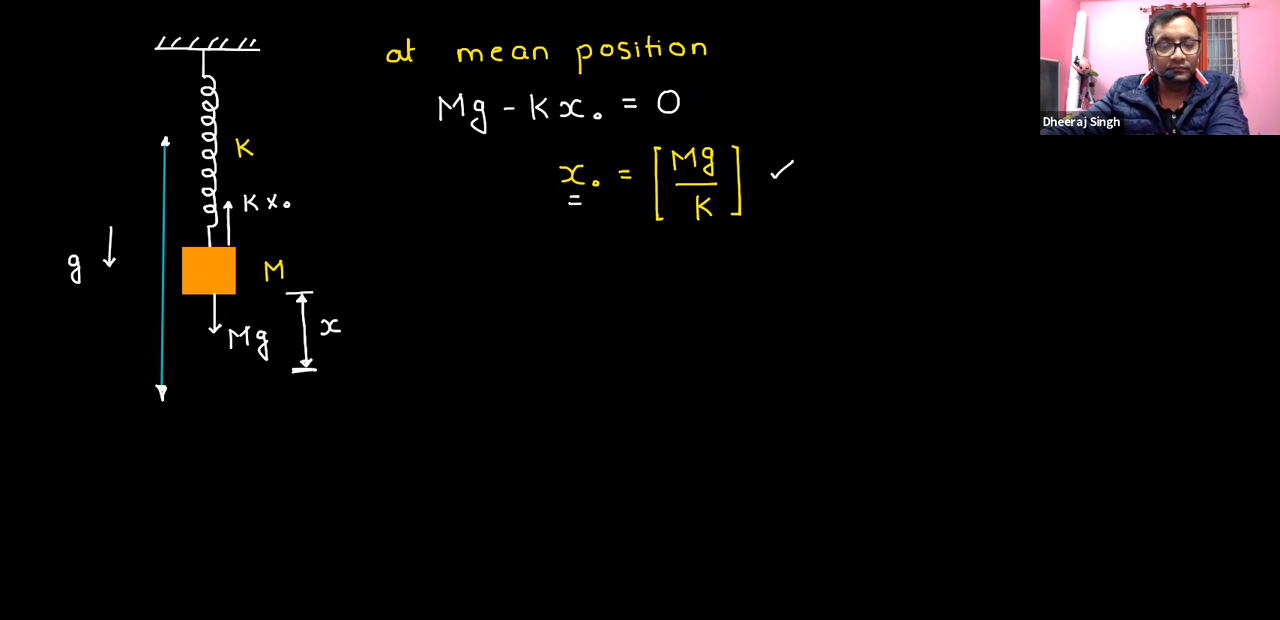 at mean position
Mg - Kx₀ = 0
x₀ = [Mg/K] ✓
K
Kx₀
g
M
Mg
x
Dheeraj Singh